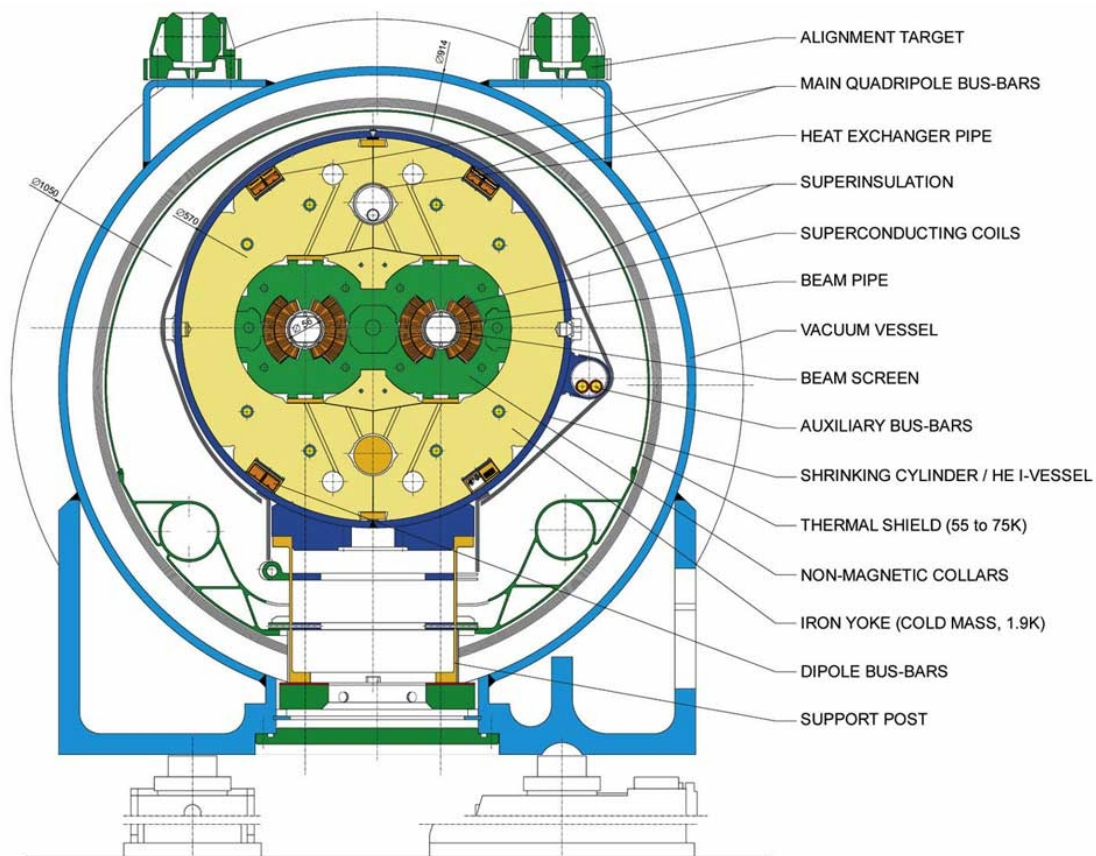 ALIGNMENT TARGET
MAIN QUADRIPOLE BUS-BARS
HEAT EXCHANGER PIPE
SUPERINSULATION
SUPERCONDUCTING COILS
BEAM PIPE
VACUUM VESSEL
BEAM SCREEN
AUXILIARY BUS-BARS
SHRINKING CYLINDER / HE I-VESSEL
THERMAL SHIELD (55 to 75K)
NON-MAGNETIC COLLARS
IRON YOKE (COLD MASS, 1.9K)
DIPOLE BUS-BARS
SUPPORT POST
Ø914
Ø1050
Ø570
Ø 56